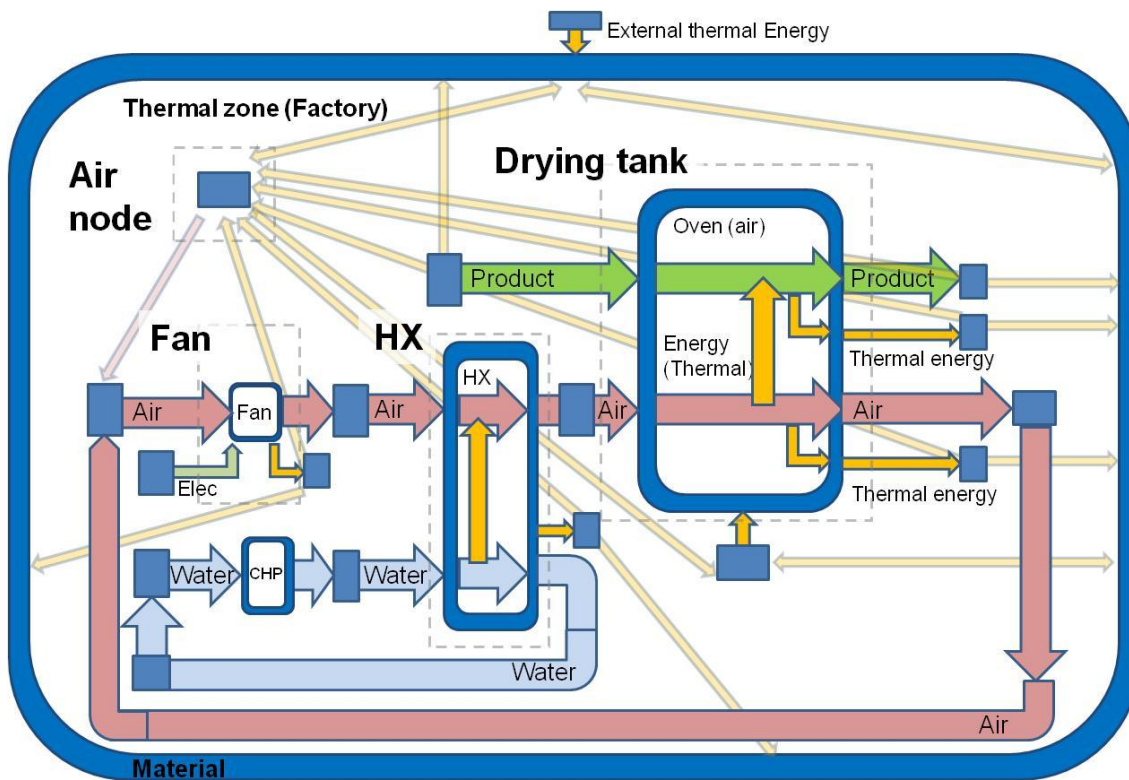 External thermal Energy
Thermal zone (Factory)
Air
node
Drying tank
Oven (air)
Product
Product
Fan
HX
Energy
(Thermal)
Thermal energy
HX
Air
Fan
Air
Air
Air
Elec
Thermal energy
Water
CHP
Water
Water
Air
Material